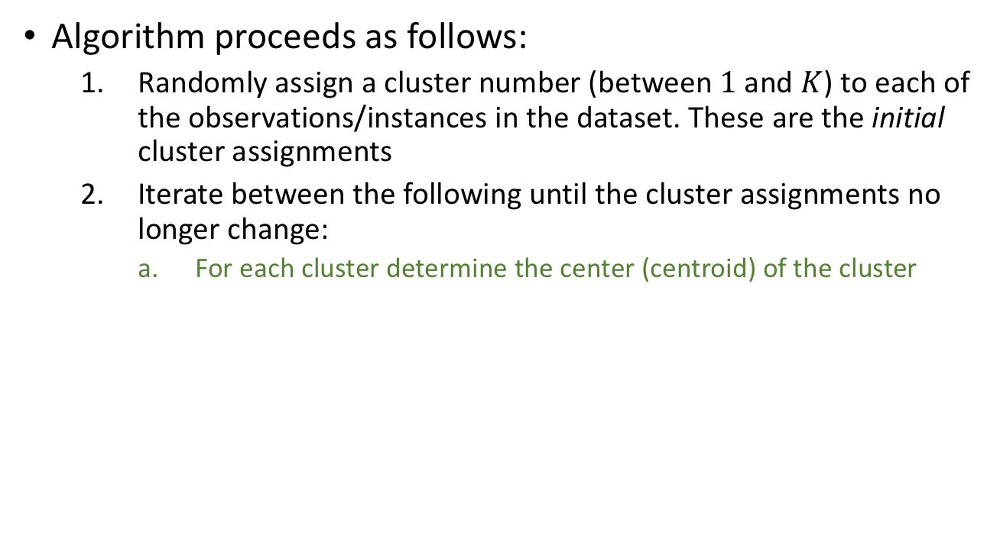 • Algorithm proceeds as follows:
1. Randomly assign a cluster number (between 1 and K) to each of
the observations/instances in the dataset. These are the initial
cluster assignments
2. Iterate between the following until the cluster assignments no
longer change:
a. For each cluster determine the center (centroid) of the cluster